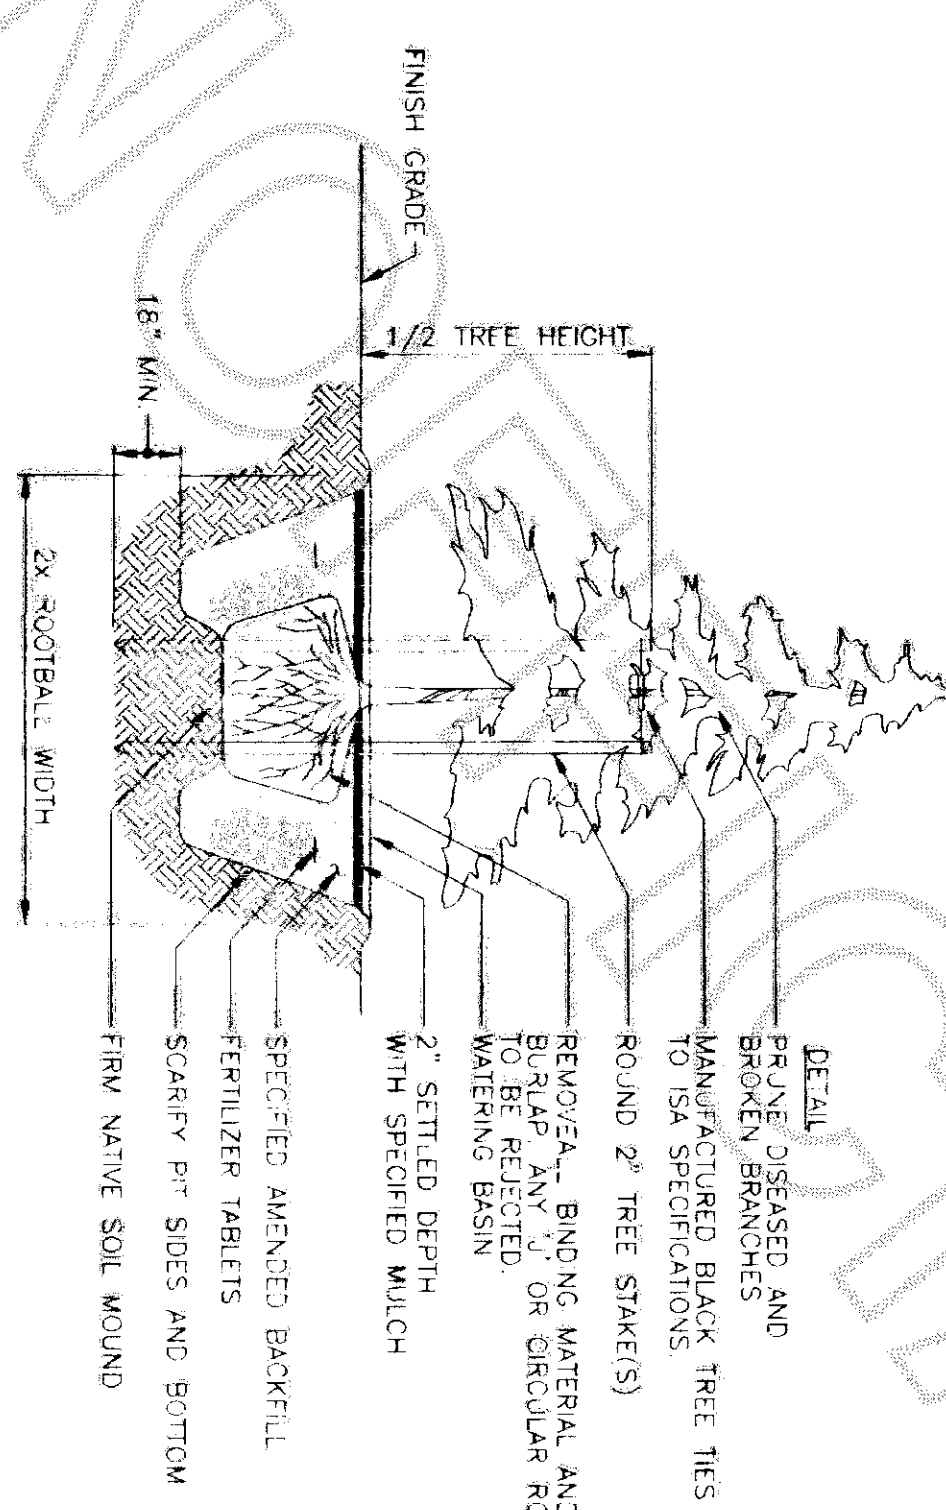 DETAIL
PRUNE DISEASED AND
BROKEN BRANCHES
MANUFACTURED BLACK TREE TIES
TO ISA SPECIFICATIONS.
ROUND 2" TREE STAKE(S)
BINDING MATERIAL AND
BURLAP. ANY 'J' OR CIRCULAR
TO BE REJECTED.
WATERING BASIN
2" SETTLED DEPTH
WITH SPECIFIED MULCH
SPECIFIED AMENDED BACKFILL
FERTILIZER TABLETS
SCARIFY PIT SIDES AND BOTTOM
FIRM NATIVE SOIL MOUND
1/2 TREE HEIGHT
FINISH GRADE
18" MIN.
2X ROOTBALL WIDTH